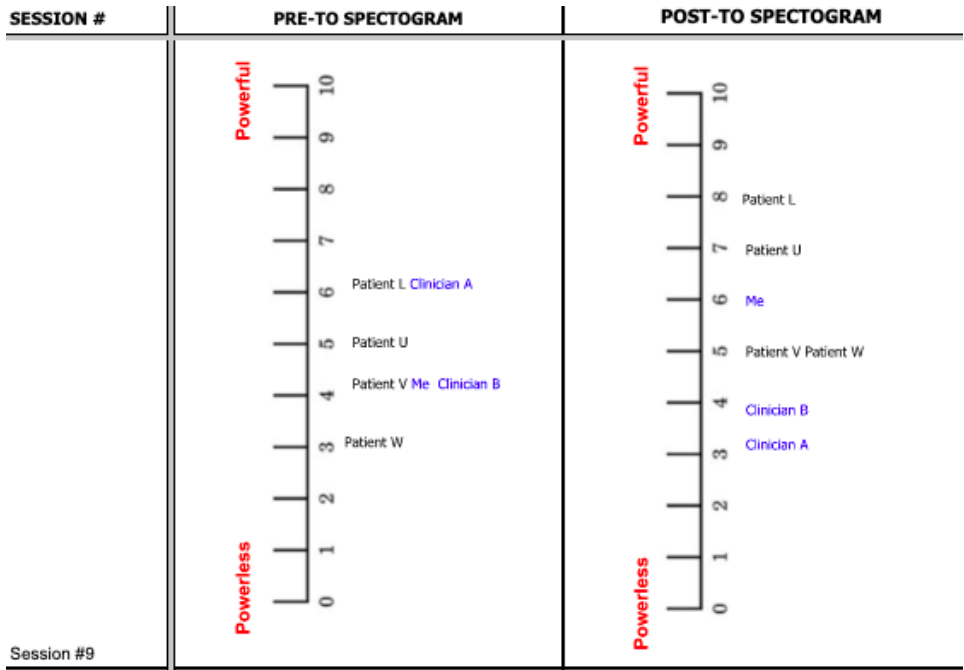 SESSION #
PRE-TO SPECTOGRAM
POST-TO SPECTOGRAM
Session #9
Powerful
10
9
8
7
6
5
4
3
2
1
0
Powerless
Patient L Clinician A
Patient U
Patient V Me Clinician B
Patient W
Powerful
10
9
8
7
6
5
4
3
2
1
0
Powerless
Patient L
Patient U
Me
Patient V Patient W
Clinician B
Clinician A